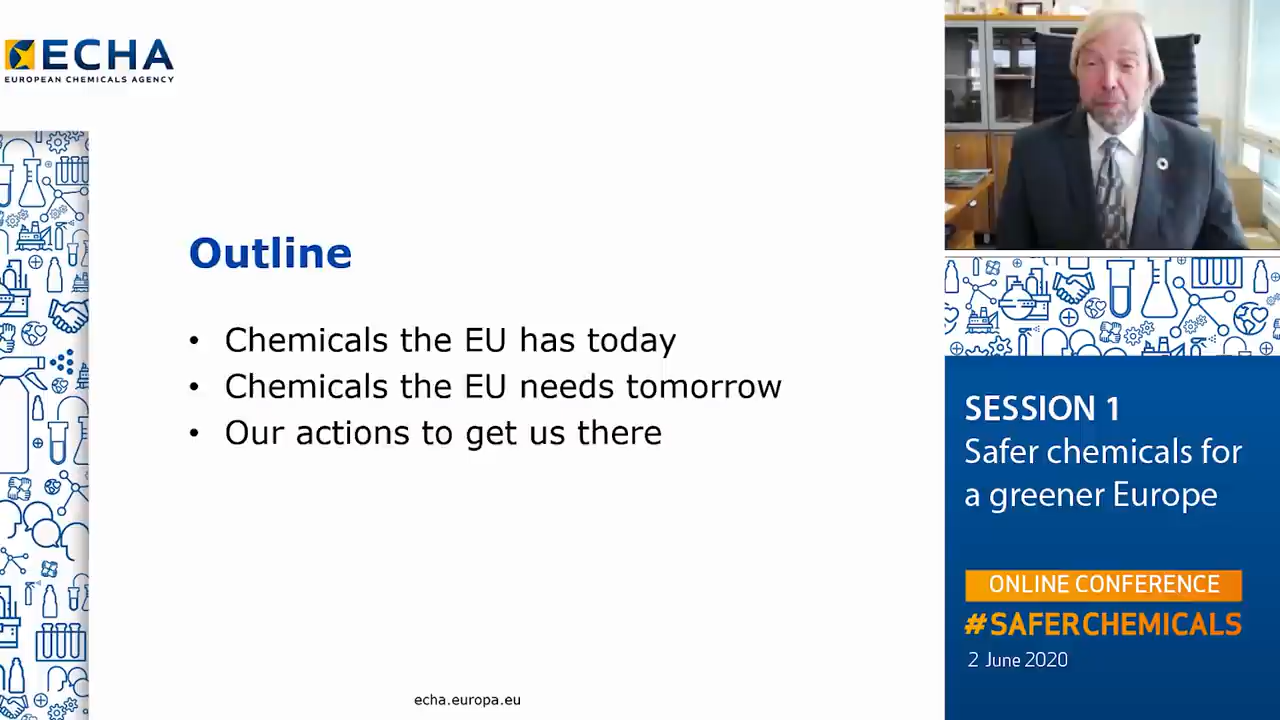 ECHA
EUROPEAN CHEMICALS AGENCY
Outline
• Chemicals the EU has today
• Chemicals the EU needs tomorrow
• Our actions to get us there
echa.europa.eu
SESSION 1
Safer chemicals for
a greener Europe
ONLINE CONFERENCE
#SAFERCHEMICALS
2 June 2020